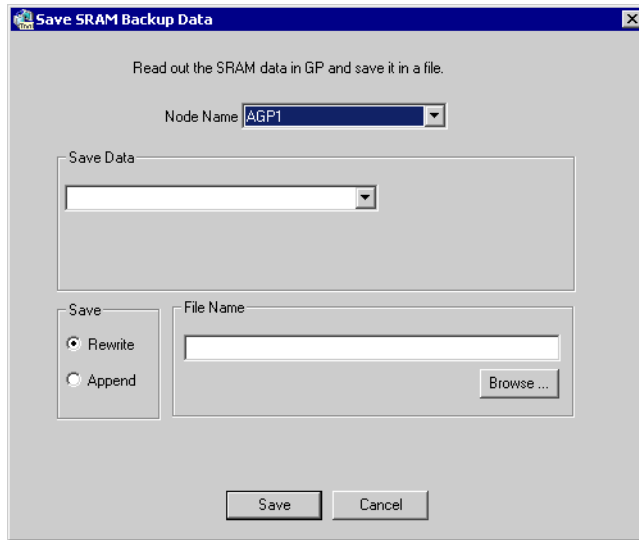 Save SRAM Backup Data
Read out the SRAM data in GP and save it in a file.
Node Name AGP1
Save Data
Save
Rewrite
Append
File Name
Browse ...
Save
Cancel